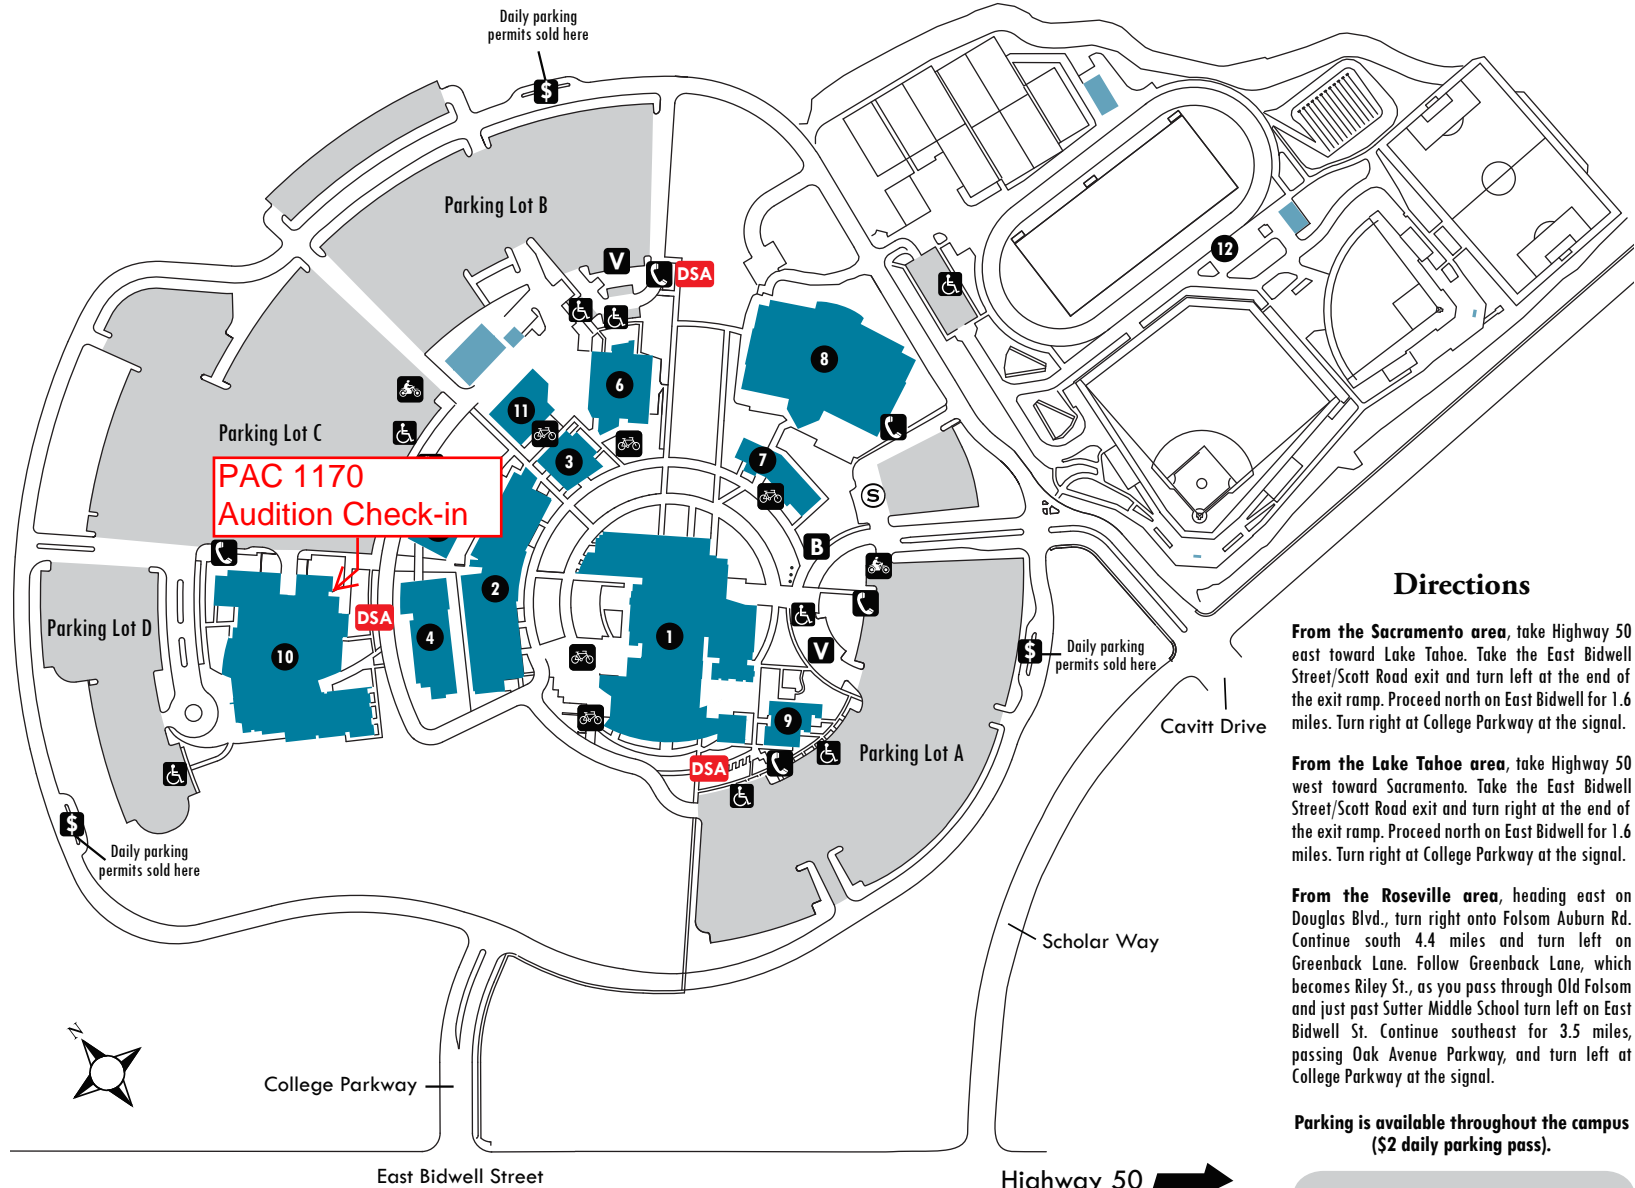 Daily parking
permits sold here
$
Parking Lot B
V
DSA
12
8
6
11
3
7
Parking Lot C
PAC 1170
Audition Check-in
S
B
2
1
4
10
DSA
Parking Lot D
V
$
Daily parking
permits sold here
9
DSA
Parking Lot A
Cavitt Drive
$
Daily parking
permits sold here
Scholar Way
N
College Parkway
East Bidwell Street
Highway 50
Directions
From the Sacramento area, take Highway 50
east toward Lake Tahoe. Take the East Bidwell
Street/Scott Road exit and turn left at the end of
the exit ramp. Proceed north on East Bidwell for 1.6
miles. Turn right at College Parkway at the signal.
From the Lake Tahoe area, take Highway 50
west toward Sacramento. Take the East Bidwell
Street/Scott Road exit and turn right at the end of
the exit ramp. Proceed north on East Bidwell for 1.6
miles. Turn right at College Parkway at the signal.
From the Roseville area, heading east on
Douglas Blvd., turn right onto Folsom Auburn Rd.
Continue south 4.4 miles and turn left on
Greenback Lane. Follow Greenback Lane, which
becomes Riley St., as you pass through Old Folsom
and just past Sutter Middle School turn left on East
Bidwell St. Continue southeast for 3.5 miles,
passing Oak Avenue Parkway, and turn left at
College Parkway at the signal.
Parking is available throughout the campus
($2 daily parking pass).